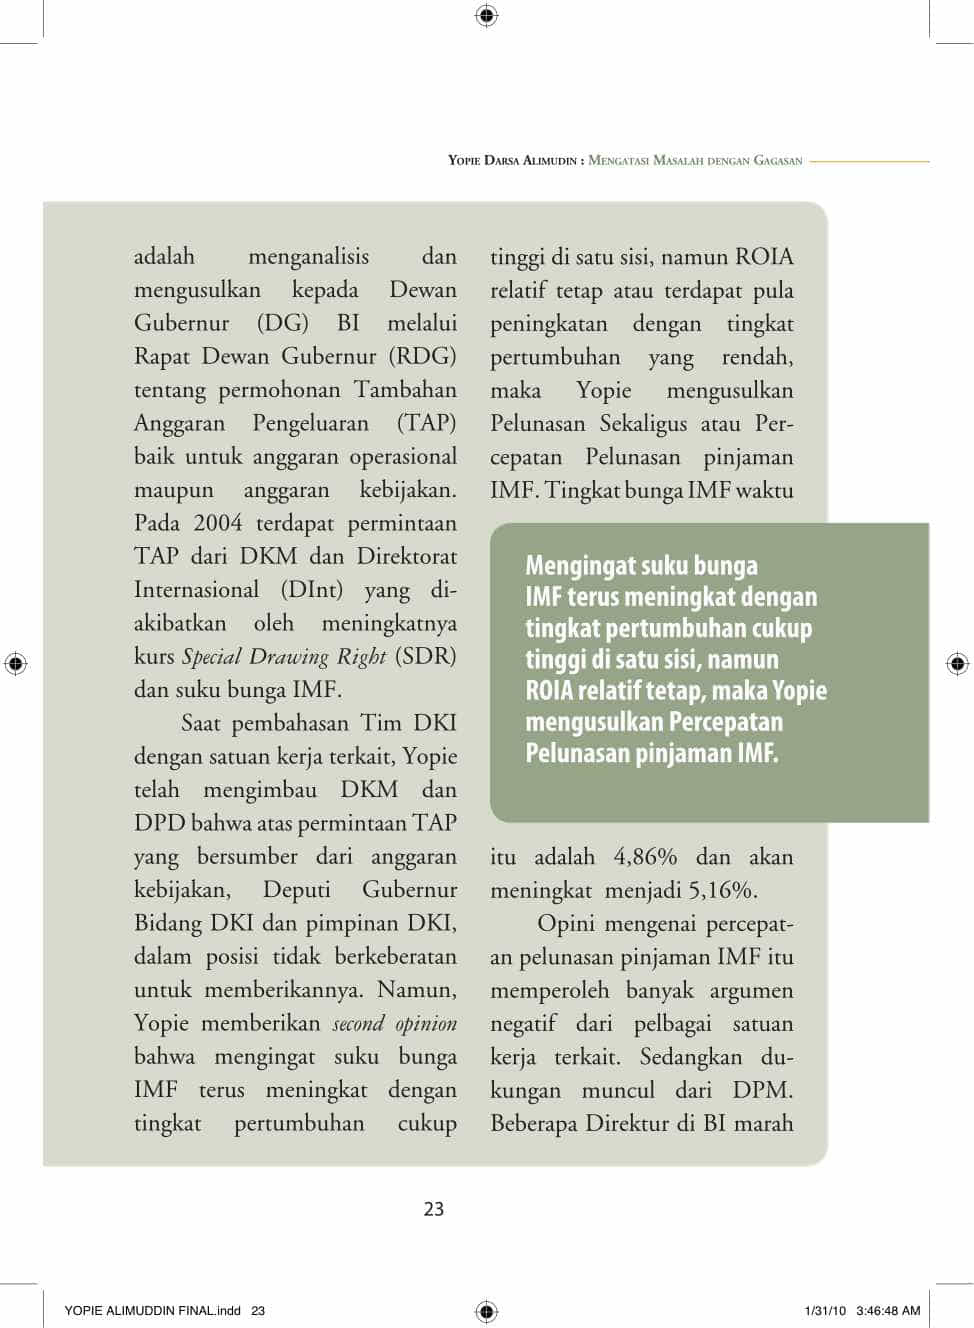 YOPIE DARSA ALIMUDIN : MENGATASI MASALAH DENGAN GAGASAN
adalah menganalisis dan
mengusulkan kepada Dewan
Gubernur (DG) BI melalui
Rapat Dewan Gubernur (RDG)
tentang permohonan Tambahan
Anggaran Pengeluaran (TAP)
baik untuk anggaran operasional
maupun anggaran kebijakan.
Pada 2004 terdapat permintaan
TAP dari DKM dan Direktorat
Internasional (DInt) yang di-
akibatkan oleh meningkatnya
kurs Special Drawing Right (SDR)
dan suku bunga IMF.
Saat pembahasan Tim DKI
dengan satuan kerja terkait, Yopie
telah mengimbau DKM dan
DPD bahwa atas permintaan TAP
yang bersumber dari anggaran
kebijakan, Deputi Gubernur
Bidang DKI dan pimpinan DKI,
dalam posisi tidak berkeberatan
untuk memberikannya. Namun,
Yopie memberikan second opinion
bahwa mengingat suku bunga
IMF terus meningkat dengan
tingkat pertumbuhan cukup
tinggi di satu sisi, namun ROIA
relatif tetap atau terdapat pula
peningkatan dengan tingkat
pertumbuhan yang rendah,
maka Yopie mengusulkan
Pelunasan Sekaligus atau Per-
cepatan Pelunasan pinjaman
IMF. Tingkat bunga IMF waktu
Mengingat suku bunga
IMF terus meningkat dengan
tingkat pertumbuhan cukup
tinggi di satu sisi, namun
ROIA relatif tetap, maka Yopie
mengusulkan Percepatan
Pelunasan pinjaman IMF.
itu adalah 4,86% dan akan
meningkat menjadi 5,16%.
Opini mengenai percepat-
an pelunasan pinjaman IMF itu
memperoleh banyak argumen
negatif dari pelbagai satuan
kerja terkait. Sedangkan du-
kungan muncul dari DPM.
Beberapa Direktur di BI marah
23
YOPIE ALIMUDDIN FINAL.indd 23
1/31/10 3:46:48 AM